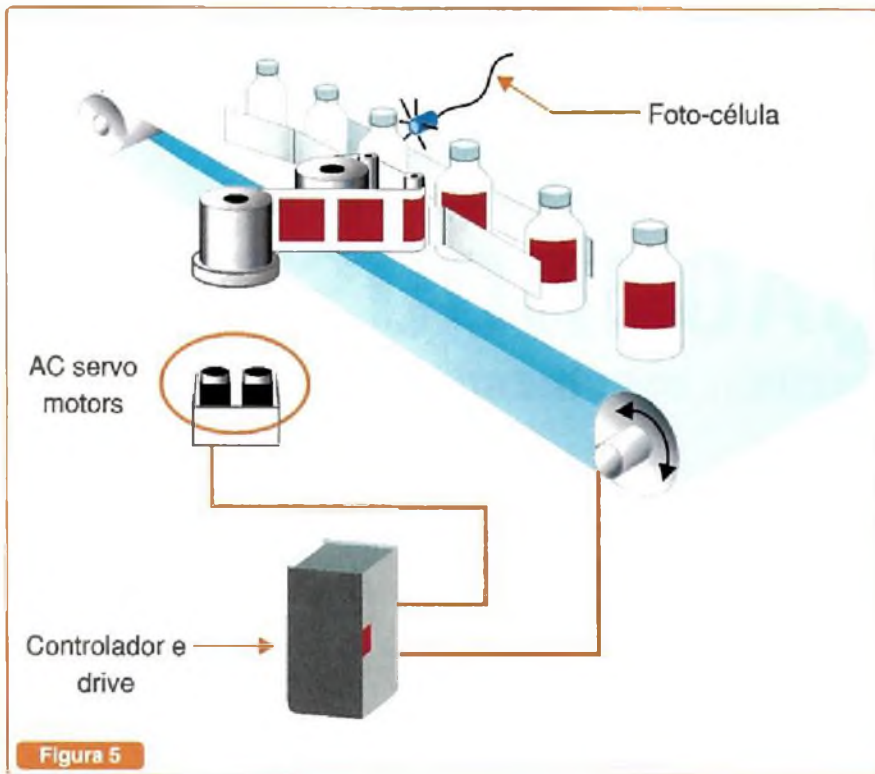 Foto-célula
AC servo
motors
Controlador e
drive
Figura 5